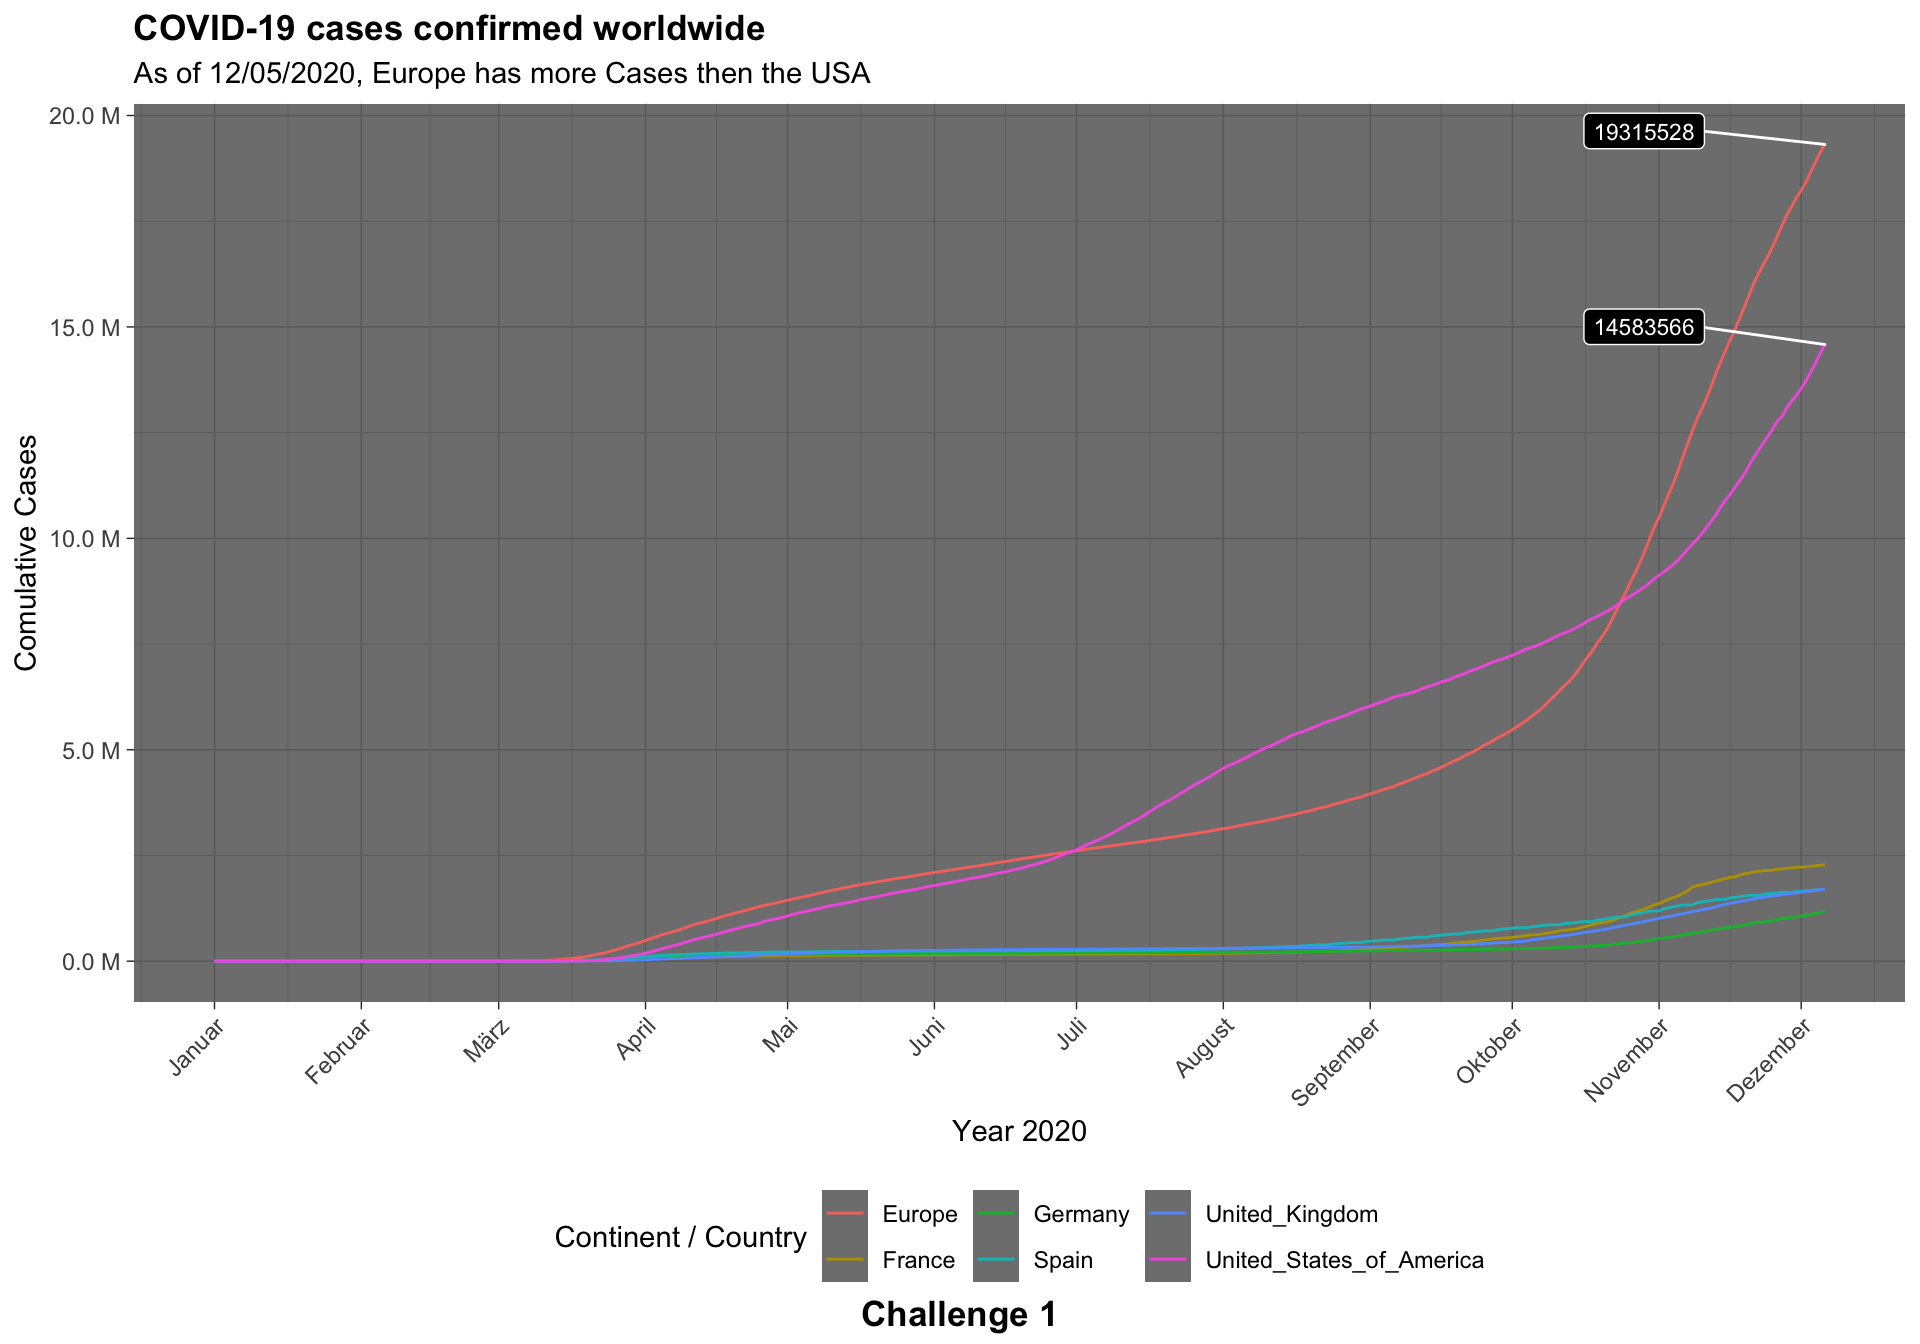 COVID-19 cases confirmed worldwide
As of 12/05/2020, Europe has more Cases then the USA
20.0 M
15.0 M
10.0 M
5.0 M
0.0 M
Comulative Cases
19315528
14583566
Januar
Februar
März
April
Mai
Juni
Juli
August
September
Oktober
November
Dezember
Year 2020
Continent / Country
Europe
France
Germany
Spain
United_Kingdom
United_States_of_America
Challenge 1